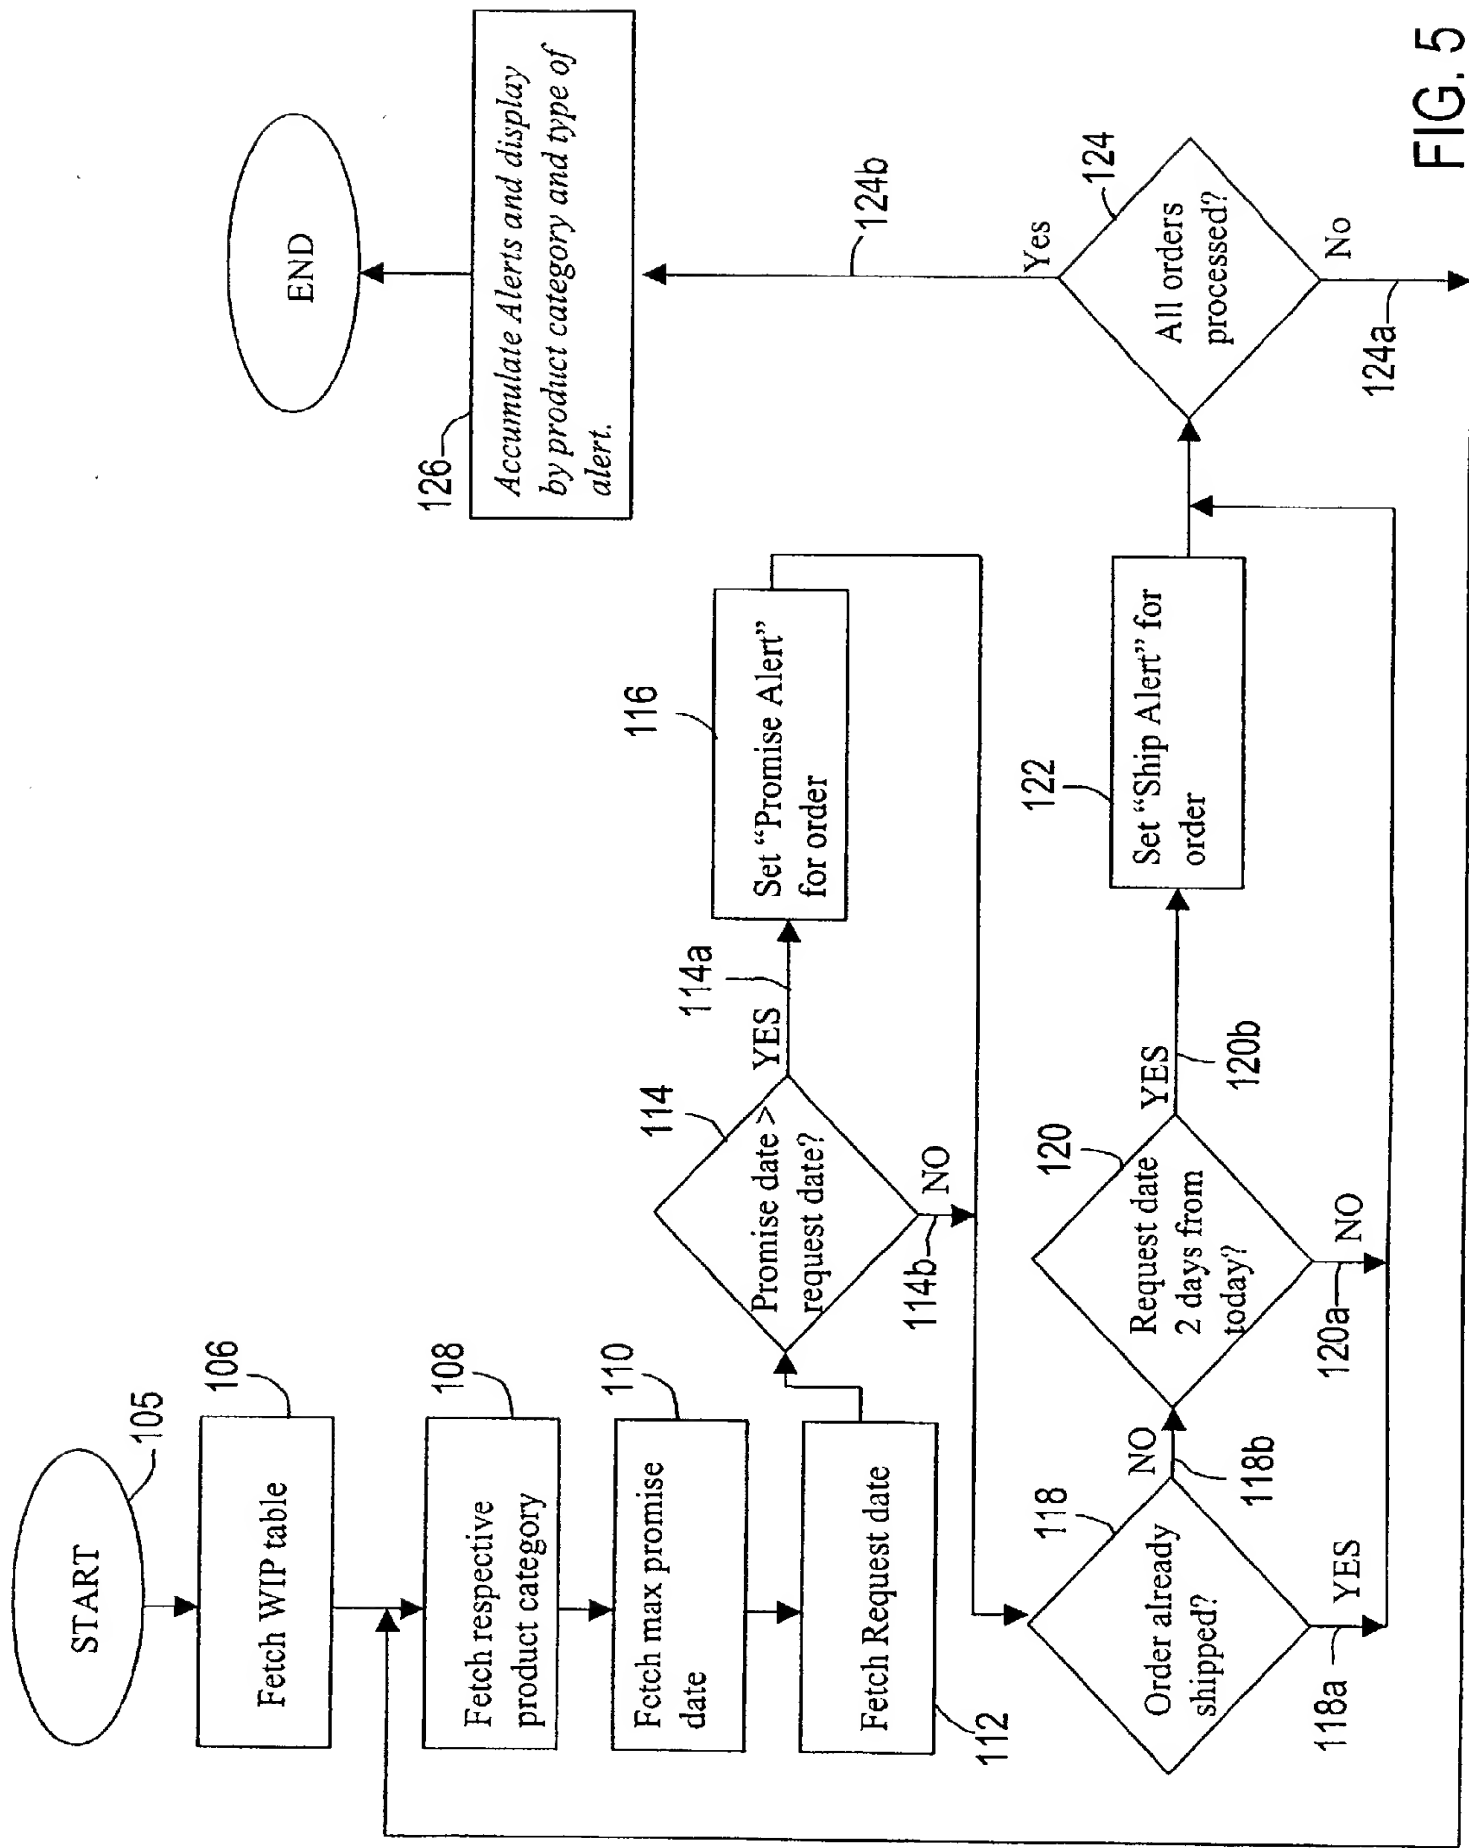 START
105
Fetch WIP table
106
Fetch respective
product category
108
Fetch max promise
date
110
Fetch Request date
112
Promise date >
request date?
114
YES
114a
NO
114b
Set “Promise Alert”
for order
116
Order already
shipped?
118
YES
118a
NO
118b
Request date
2 days from
today?
120
NO
120a
YES
120b
Set “Ship Alert” for
order
122
All orders
processed?
124
No
124a
Yes
124b
Accumulate Alerts and display
by product category and type of
alert.
126
END
FIG. 5